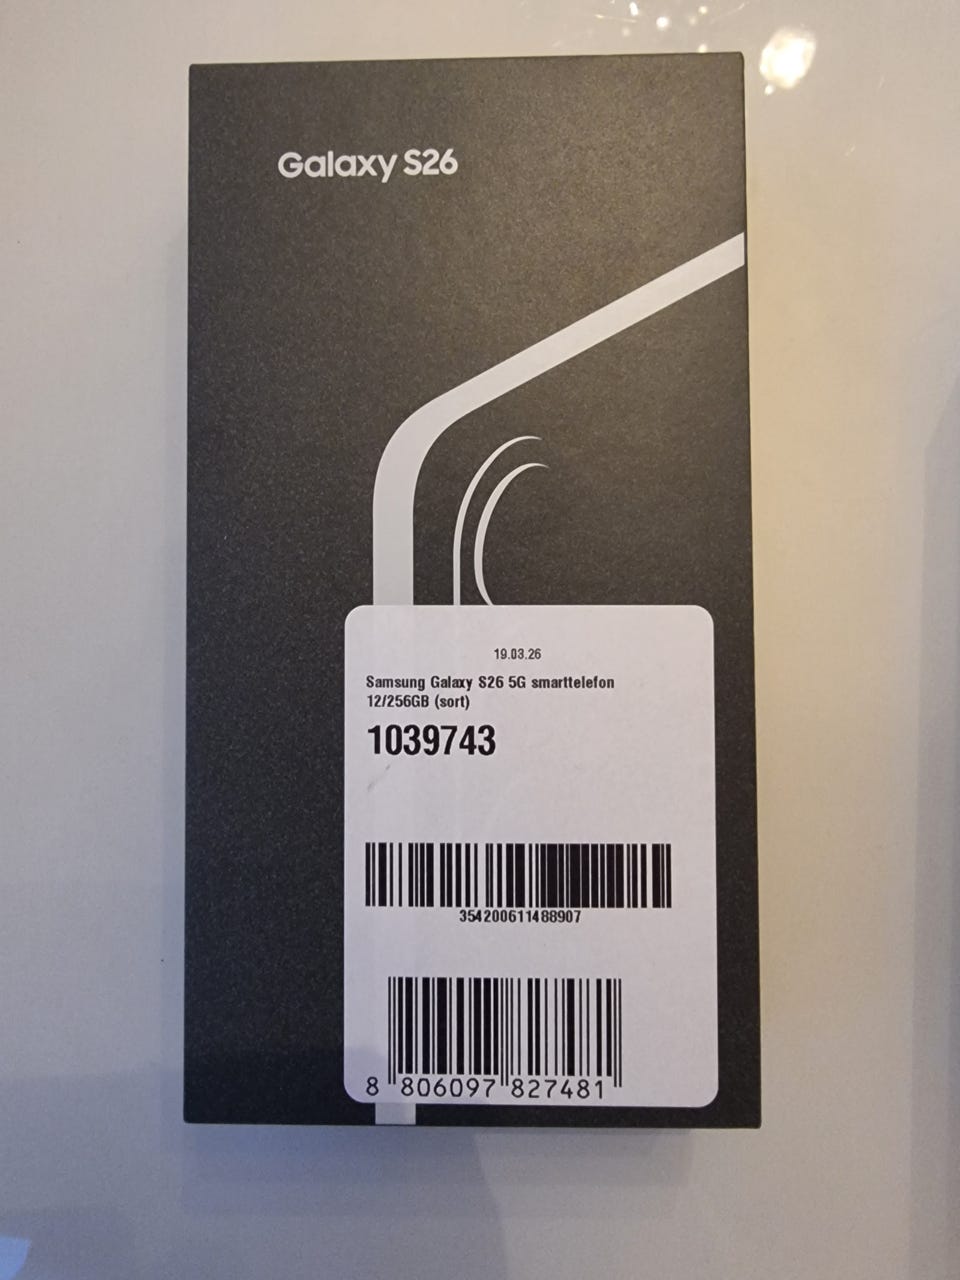 Galaxy S26
19.03.26
Samsung Galaxy S26 5G smarttelefon
12/256GB (sort)
1039743
354200611488907
8 806097 827481